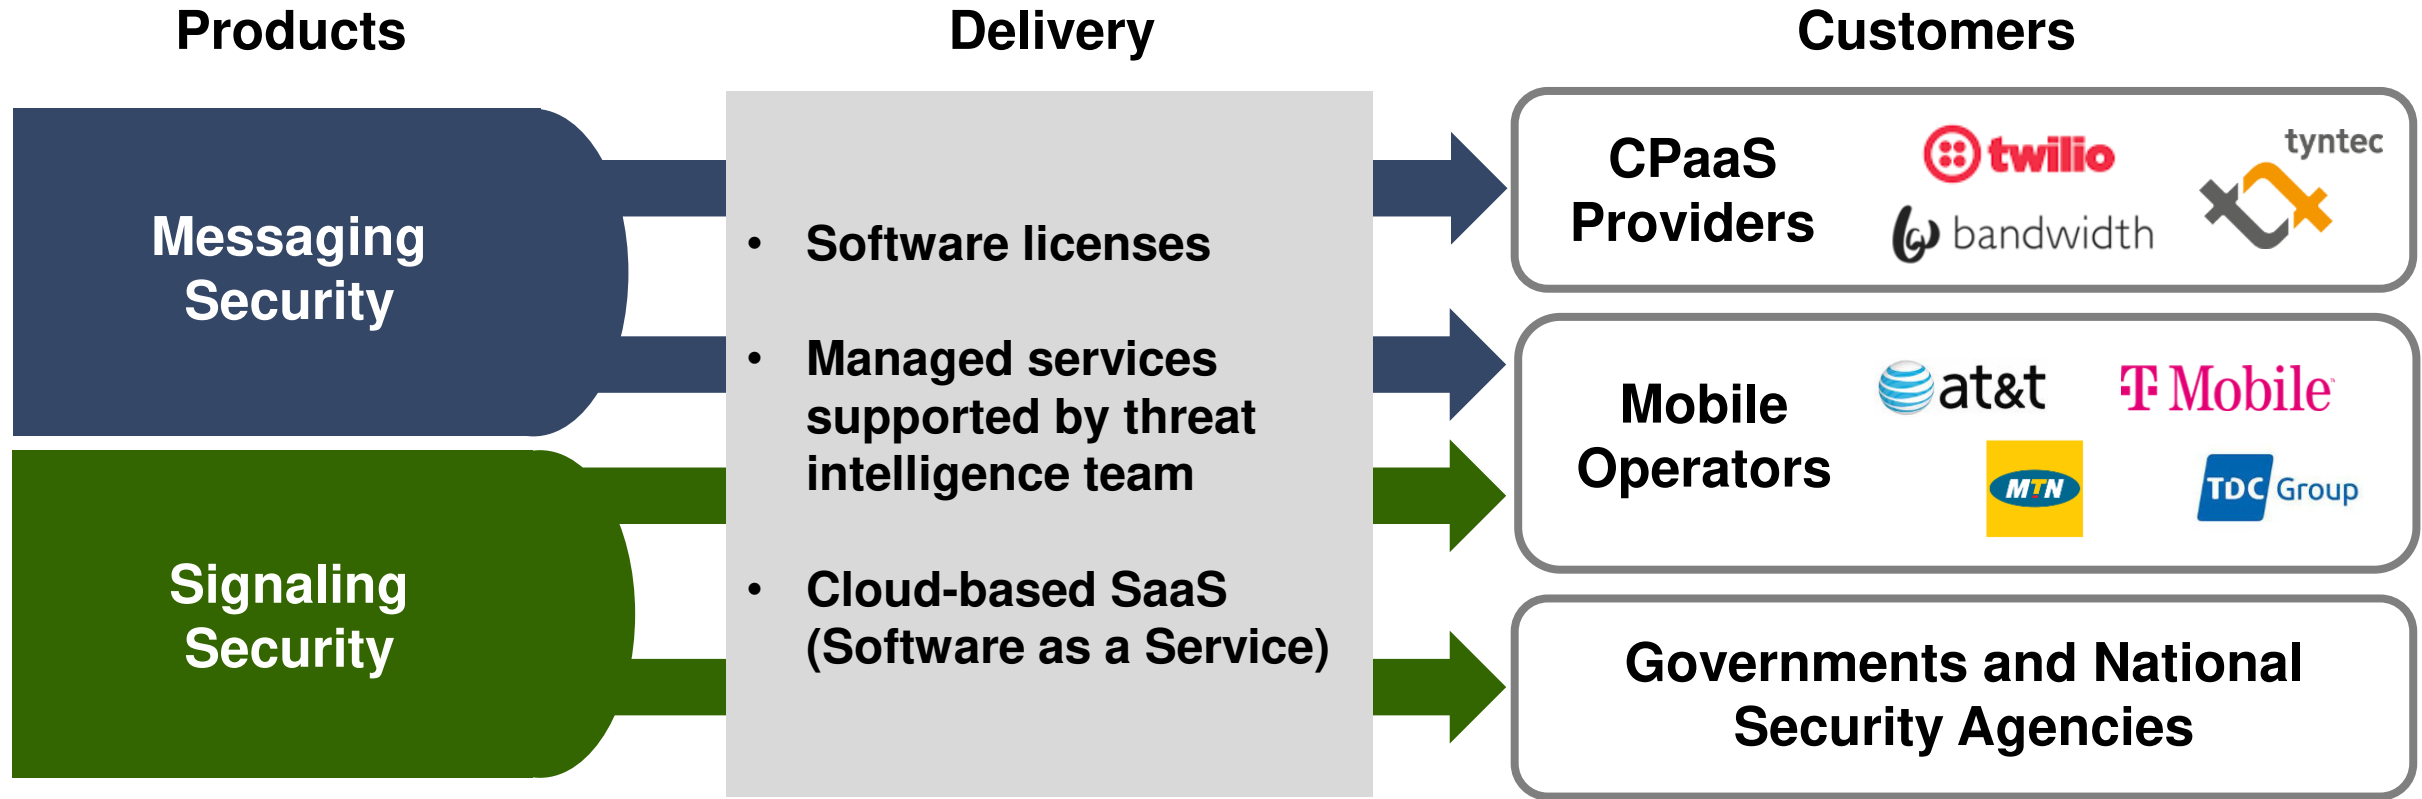 Products
Delivery
Customers
Messaging
Security
Signaling
Security
• Software licenses
• Managed services
supported by threat
intelligence team
• Cloud-based SaaS
(Software as a Service)
CPaaS
Providers
twilio
tyntec
bandwidth
Mobile
Operators
at&t
T Mobile
MTN
TDC Group
Governments and National
Security Agencies